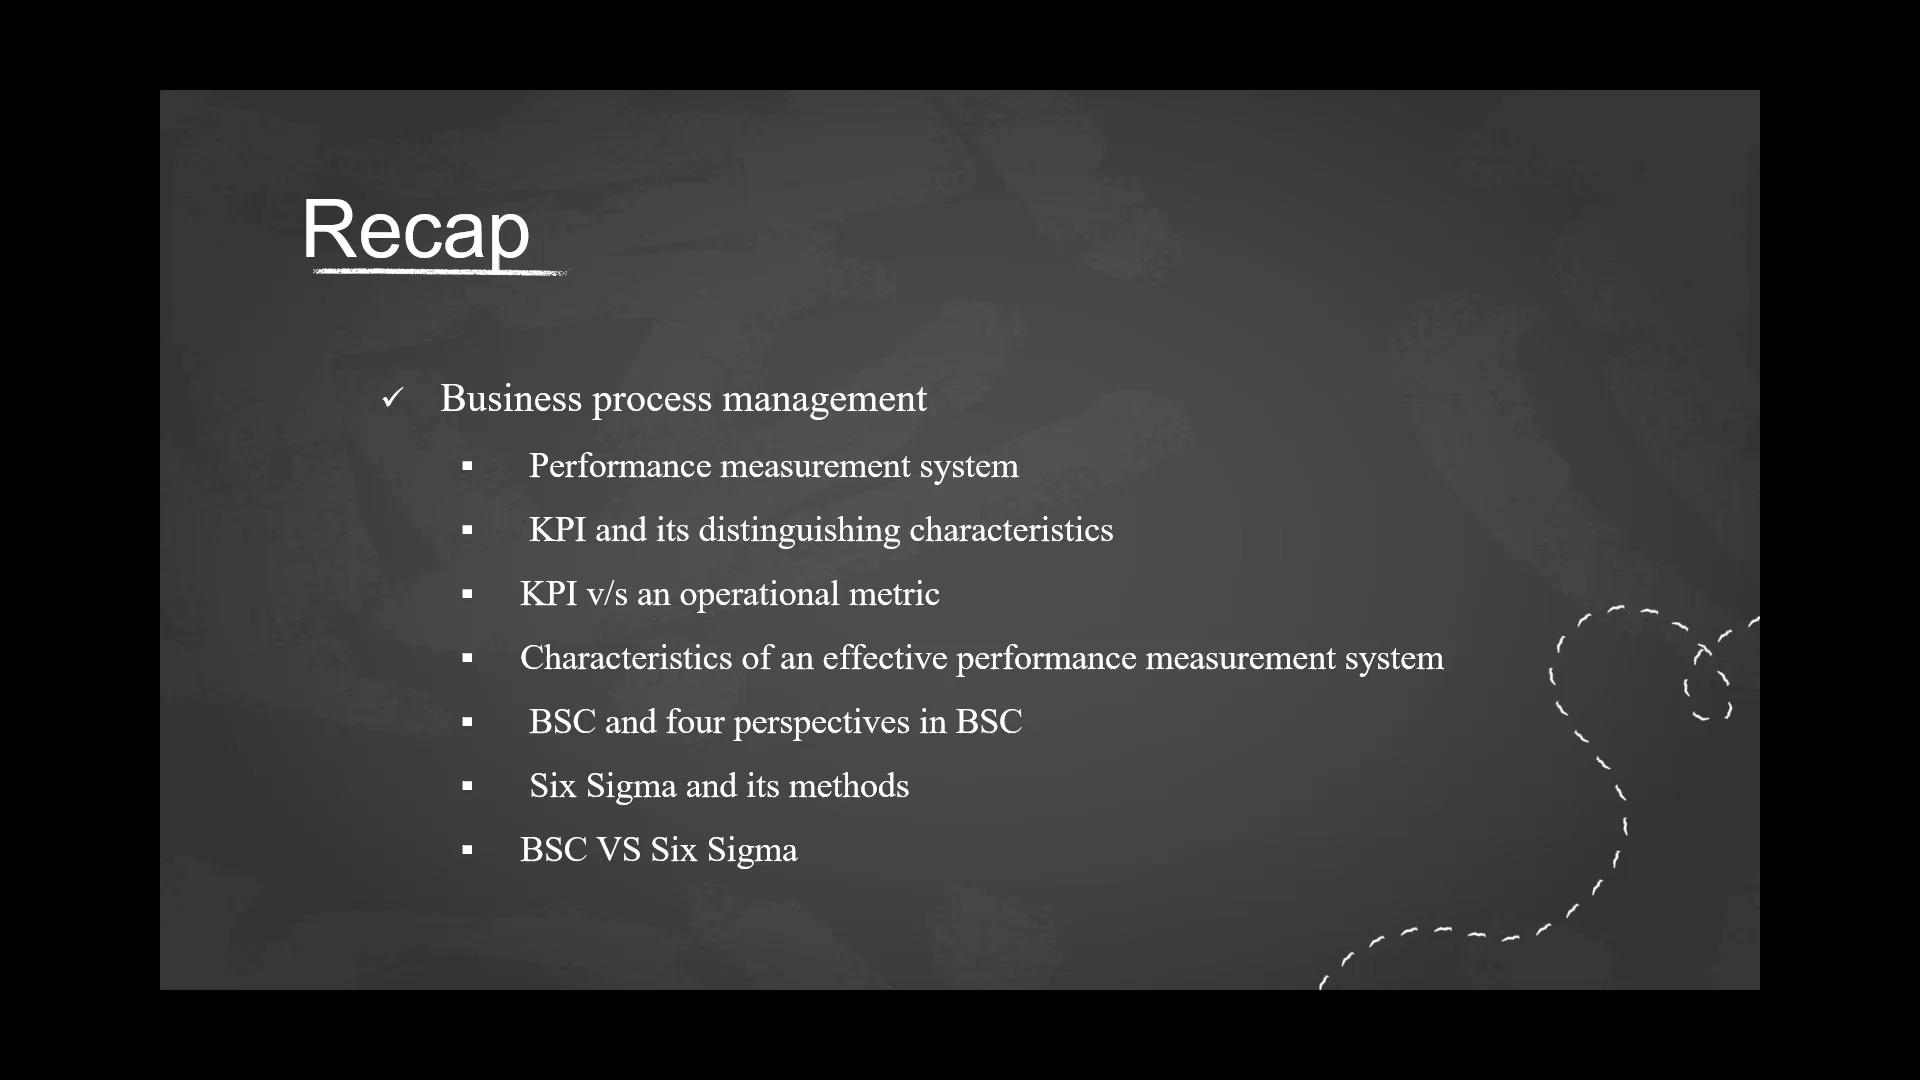 Recap
✓ Business process management
▪ Performance measurement system
▪ KPI and its distinguishing characteristics
▪ KPI v/s an operational metric
▪ Characteristics of an effective performance measurement system
▪ BSC and four perspectives in BSC
▪ Six Sigma and its methods
▪ BSC VS Six Sigma